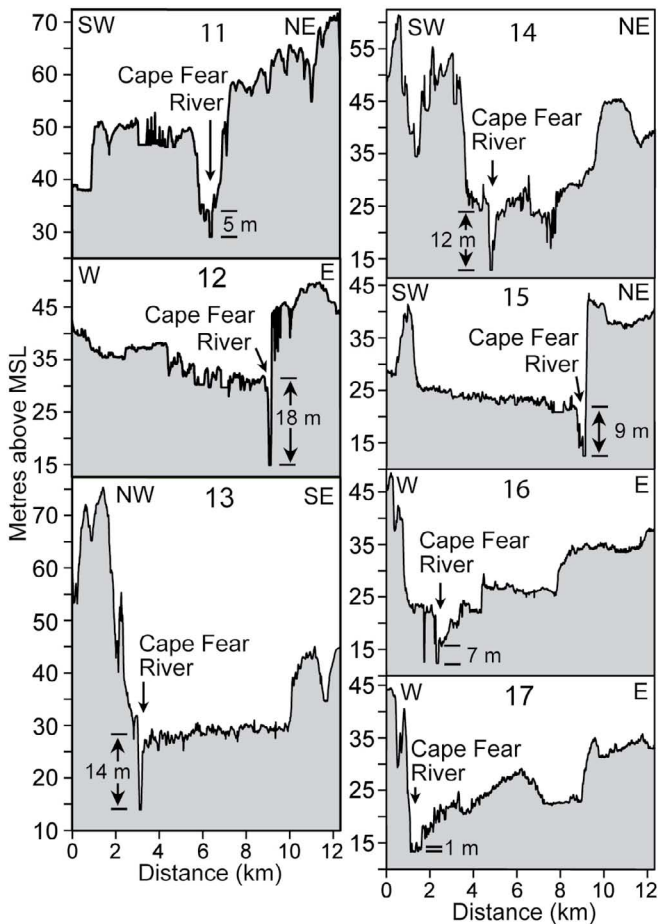 Metres above MSL
SW 11 NE
Cape Fear
River
5 m
70
65
60
55
50
45
40
35
30
25
W 12 E
Cape Fear
River
18 m
45
35
25
15
NW 13 SE
Cape Fear
River
14 m
70
60
50
40
30
20
10
0 2 4 6 8 10 12
Distance (km)
SW 14 NE
Cape Fear
River
12 m
55
45
35
25
15
SW 15 NE
Cape Fear
River
9 m
45
35
25
15
W 16 E
Cape Fear
River
7 m
45
35
25
15
W 17 E
Cape Fear
River
1 m
45
35
25
15
0 2 4 6 8 10 12
Distance (km)